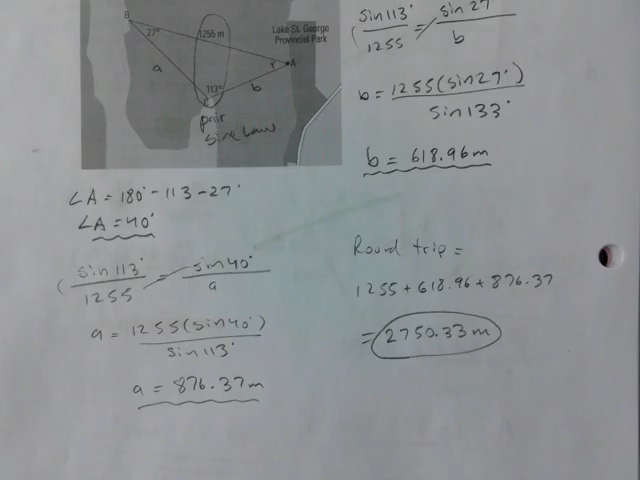 B
27°
1255 m
Lake St. George
Provincial Park
A
a
113°
b
C
pair
sine Law
∠A = 180° - 113 - 27°
∠A = 40°
( sin 113° / 1255 = sin 40° / a
a = 1255 (sin 40°) / sin 113°
a = 876.37 m
( sin 113° / 1255 = sin 27° / b
b = 1255 (sin 27°) / sin 133°
b = 618.96 m
Round trip =
1255 + 618.96 + 876.37
= 2750.33 m